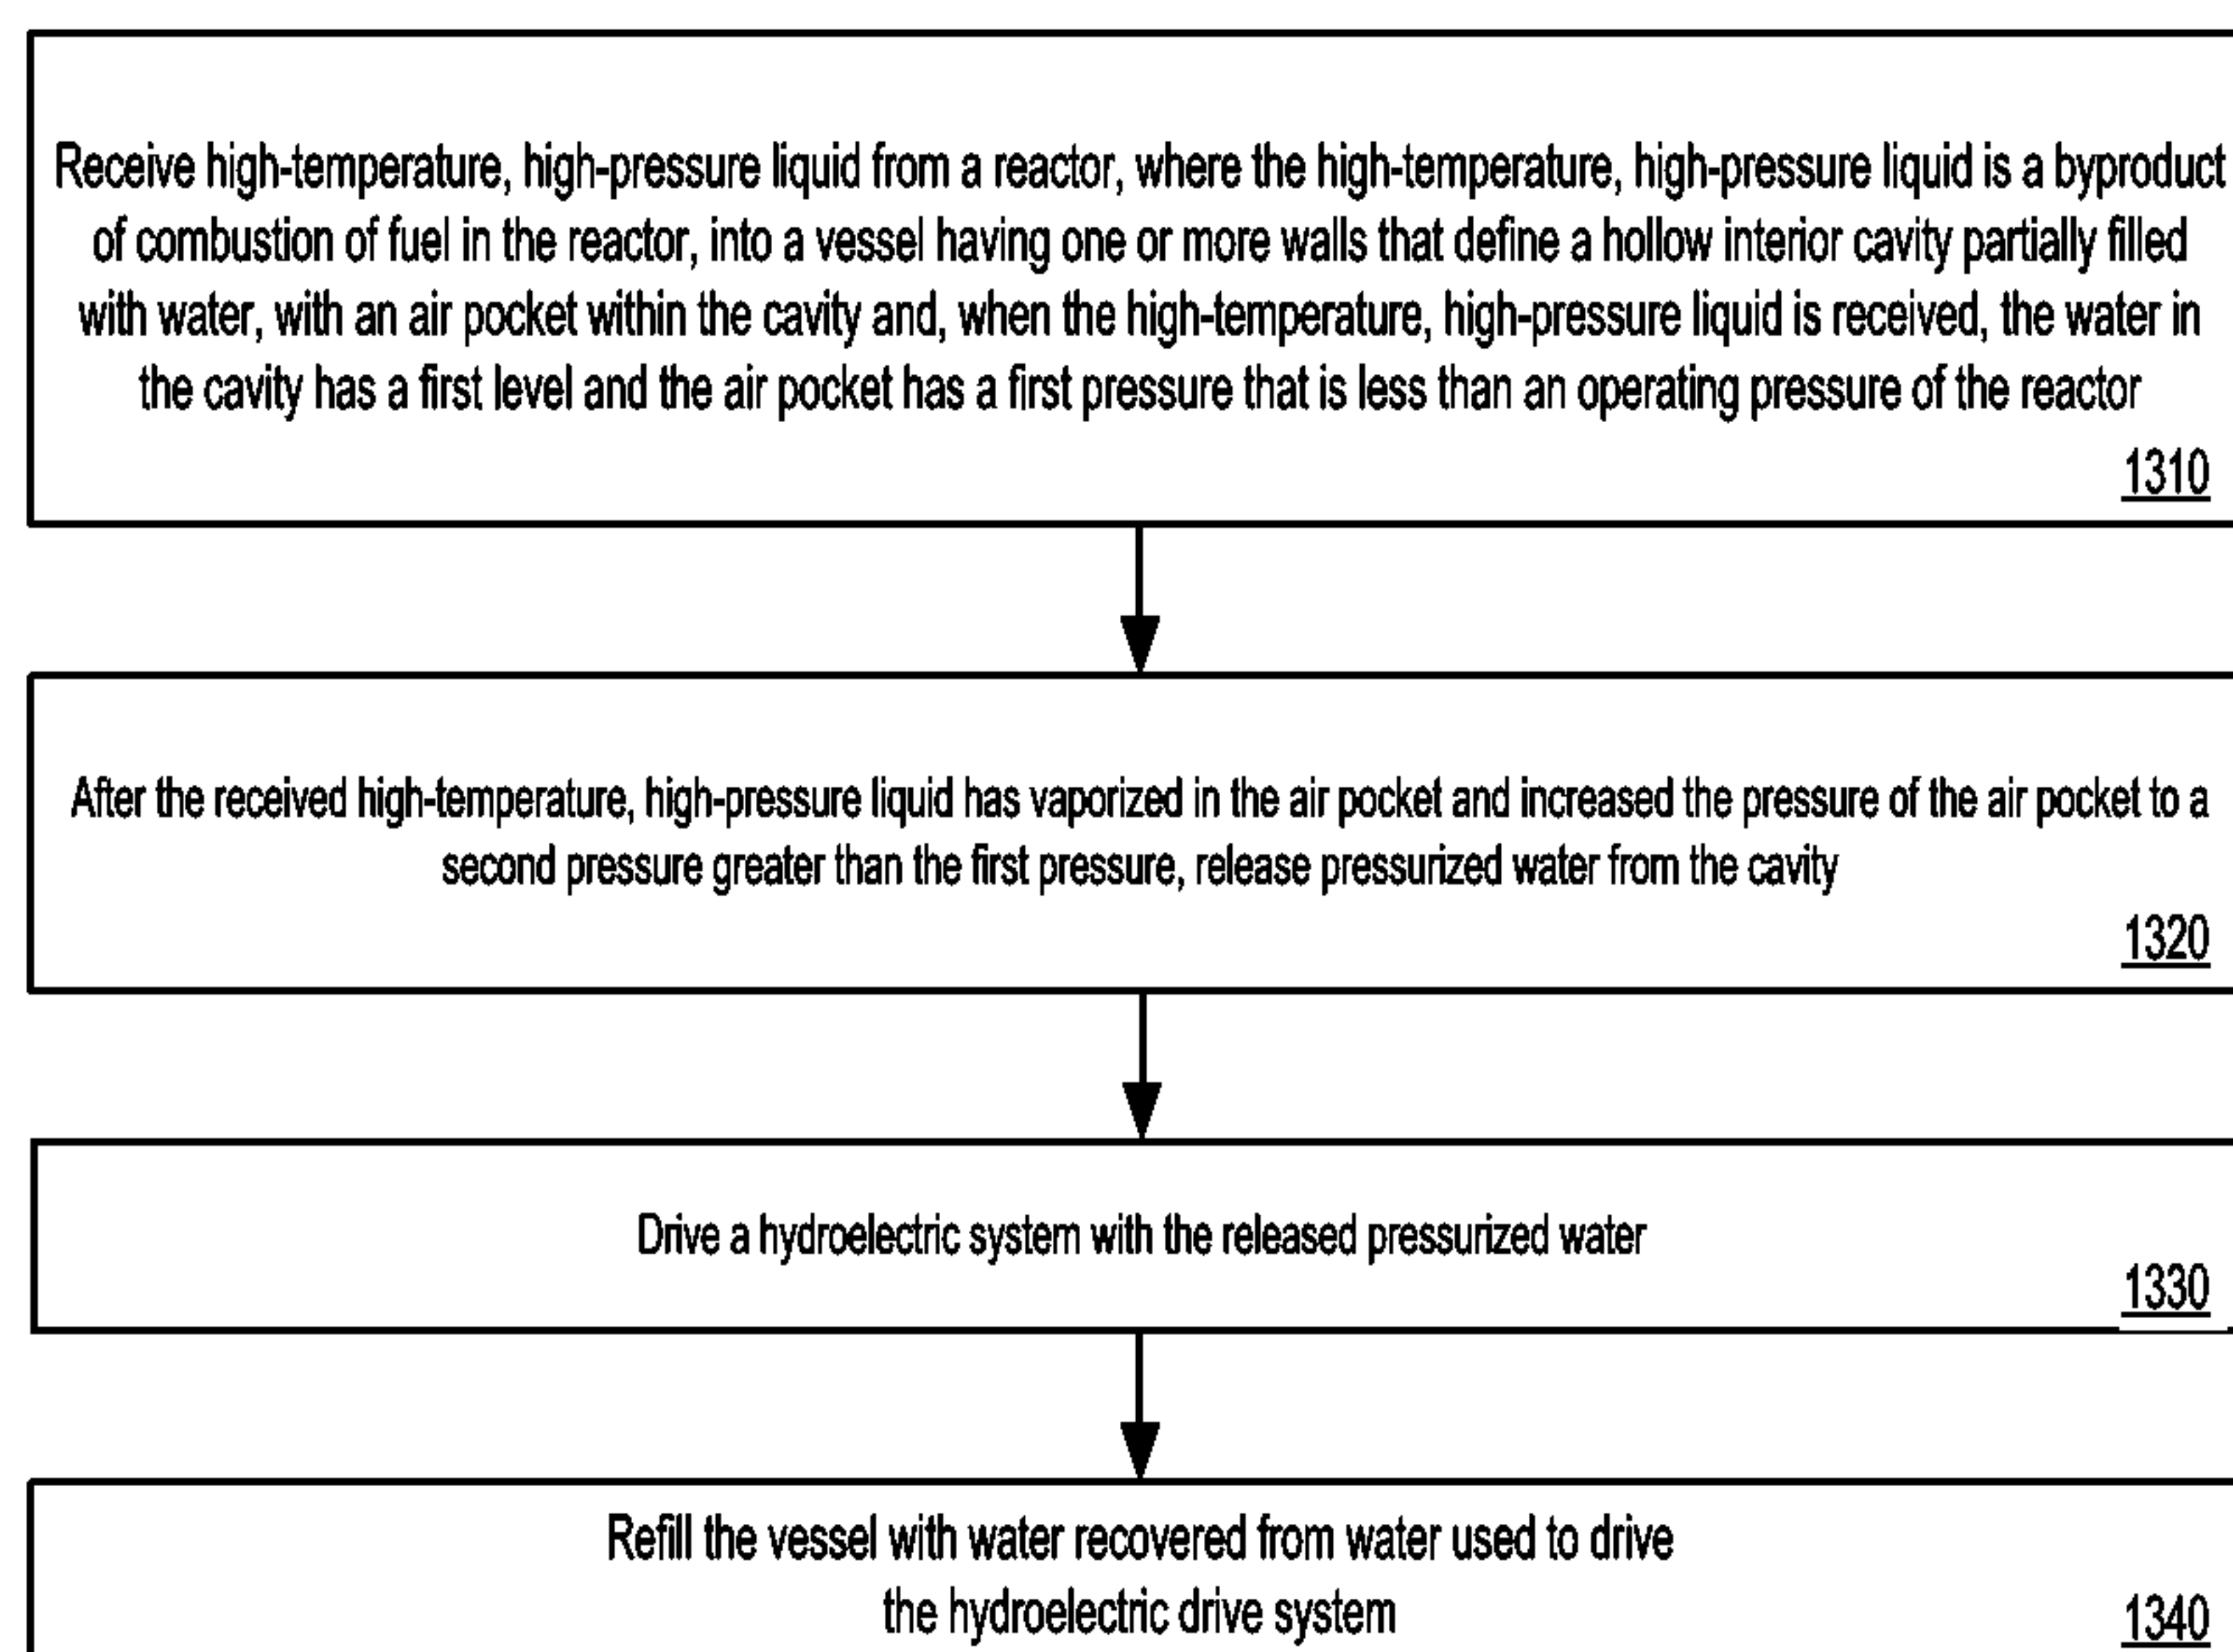 Receive high-temperature, high-pressure liquid from a reactor, where the high-temperature, high-pressure liquid is a byproduct
of combustion of fuel in the reactor, into a vessel having one or more walls that define a hollow interior cavity partially filled
with water, with an air pocket within the cavity and, when the high-temperature, high-pressure liquid is received, the water in
the cavity has a first level and the air pocket has a first pressure that is less than an operating pressure of the reactor
1310
After the received high-temperature, high-pressure liquid has vaporized in the air pocket and increased the pressure of the air pocket to a
second pressure greater than the first pressure, release pressurized water from the cavity
1320
Drive a hydroelectric system with the released pressurized water
1330
Refill the vessel with water recovered from water used to drive
the hydroelectric drive system
1340